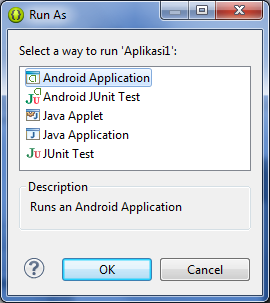 Run As
Select a way to run 'Aplikasi1':
Android Application
Android JUnit Test
Java Applet
Java Application
JUnit Test
Description
Runs an Android Application
OK
Cancel